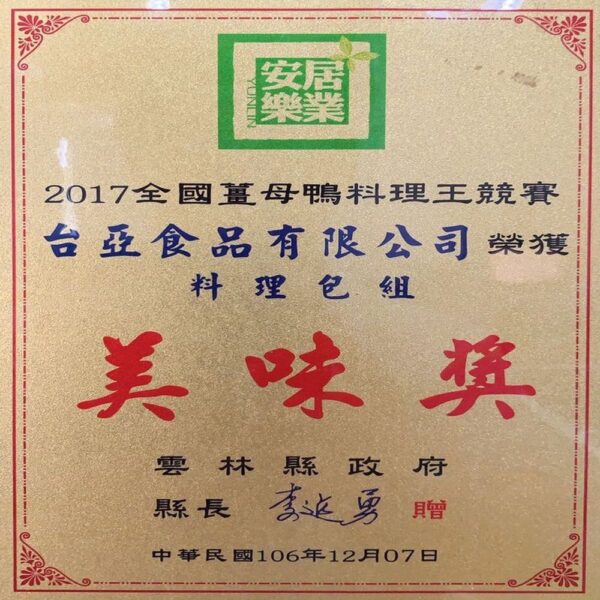 安居
樂業
YUNLIN
2017全國薑母鴨料理王競賽
台亞食品有限公司 榮獲
料理包組
美味獎
雲林縣政府
縣長 李進勇 贈
中華民國106年12月07日